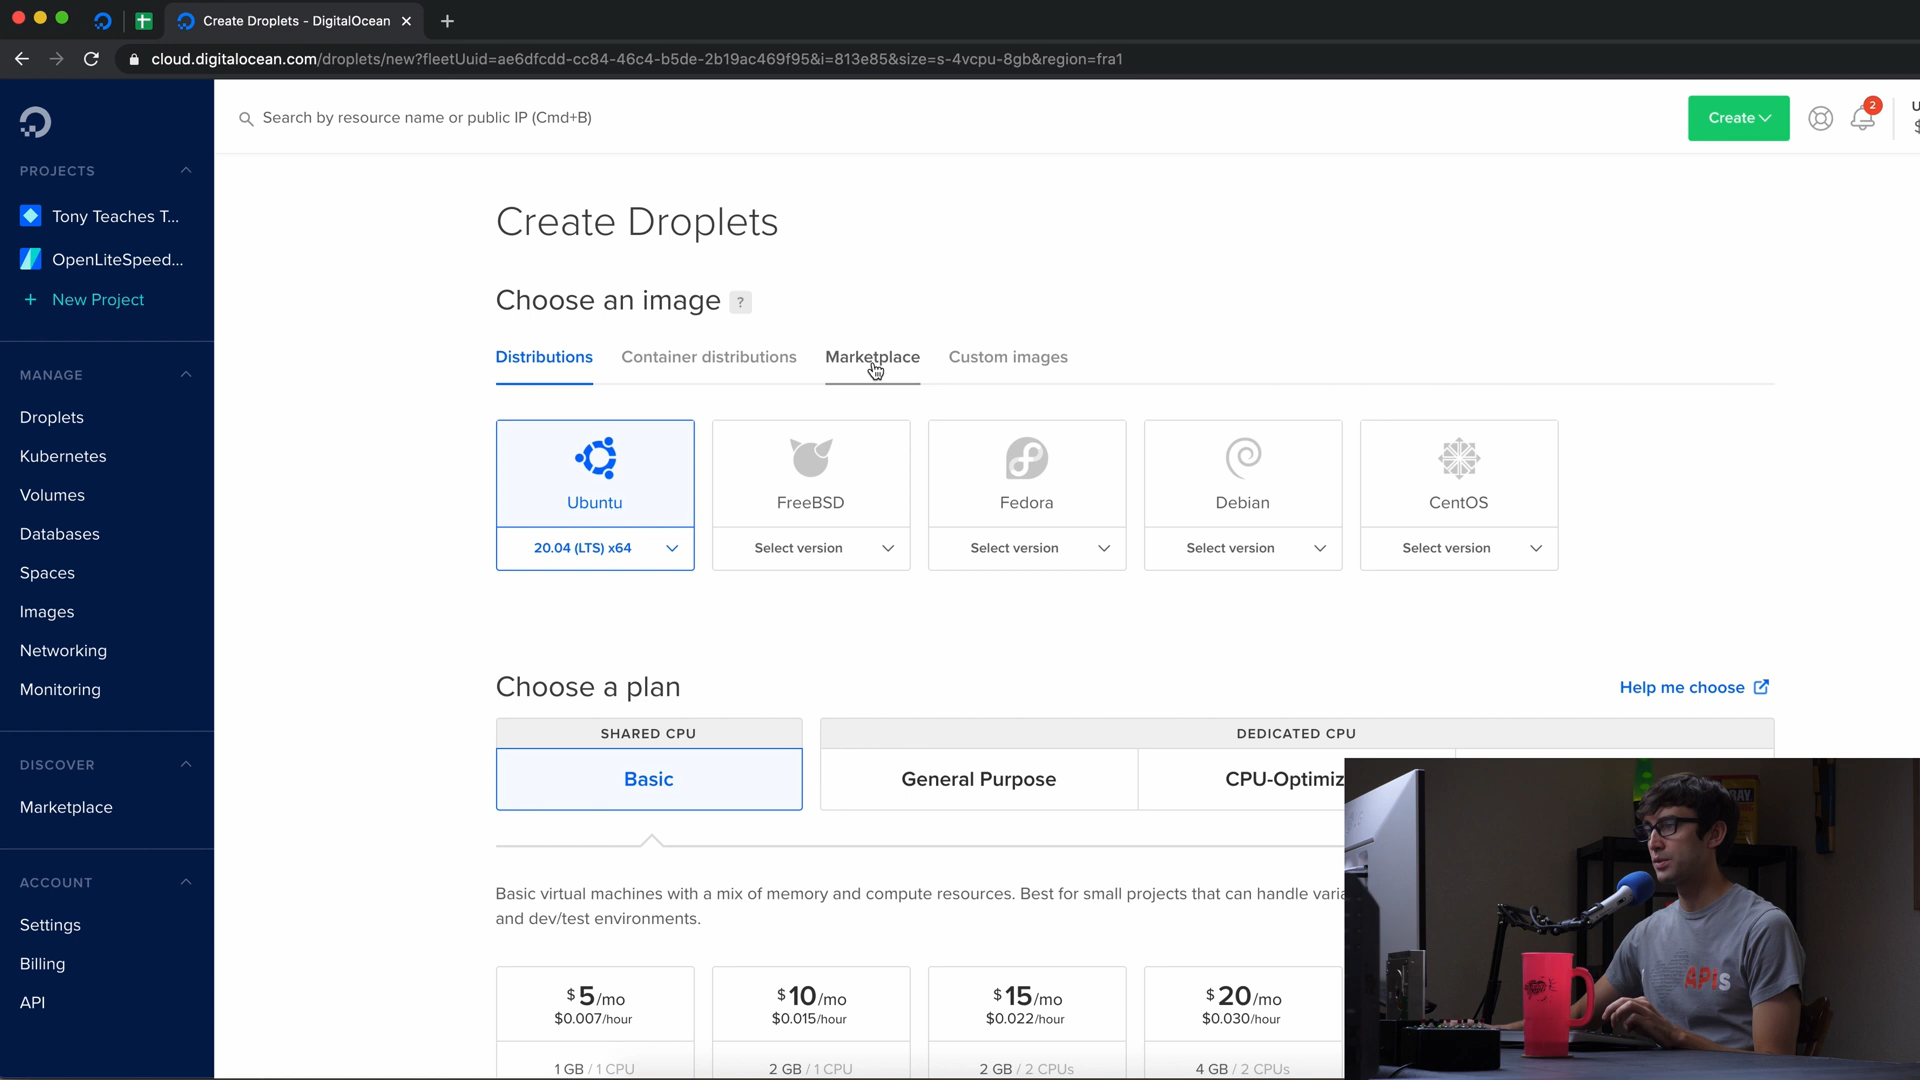 Create Droplets - DigitalOcean
cloud.digitalocean.com/droplets/new?fleetUuid=ae6dfcdd-cc84-46c4-b5de-2b19ac469f95&i=813e85&size=s-4vcpu-8gb&region=fra1
Search by resource name or public IP (Cmd+B)
Create
2
U
$
PROJECTS
Tony Teaches T...
OpenLiteSpeed...
+ New Project
MANAGE
Droplets
Kubernetes
Volumes
Databases
Spaces
Images
Networking
Monitoring
DISCOVER
Marketplace
ACCOUNT
Settings
Billing
API
Create Droplets
Choose an image ?
Distributions Container distributions Marketplace Custom images
Ubuntu FreeBSD Fedora Debian CentOS
20.04 (LTS) x64 Select version Select version Select version Select version
Choose a plan
Help me choose
SHARED CPU DEDICATED CPU
Basic General Purpose CPU-Optimiz
Basic virtual machines with a mix of memory and compute resources. Best for small projects that can handle varia
and dev/test environments.
$5/mo $10/mo $15/mo $20/mo
$0.007/hour $0.015/hour $0.022/hour $0.030/hour
1 GB / 1 CPU 2 GB / 1 CPU 2 GB / 2 CPUs 4 GB / 2 CPUs
APIs